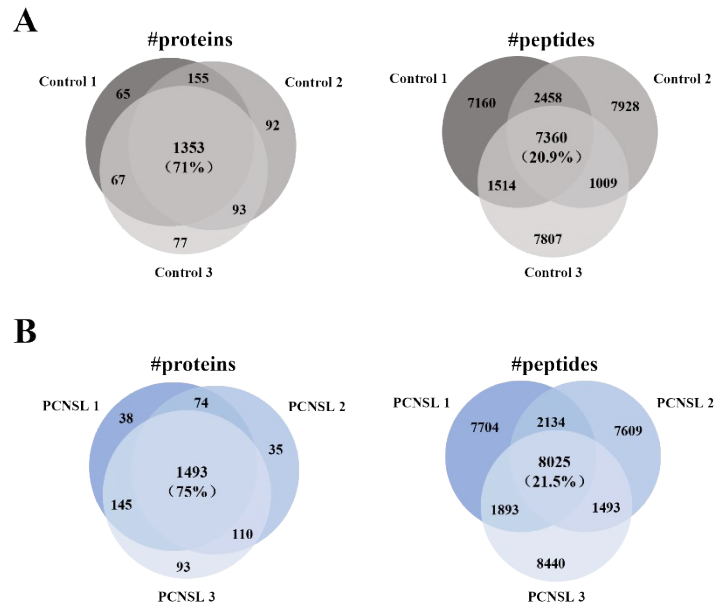 A
#proteins
#peptides
Control 1
65
155
Control 2
92
1353
（71%）
67
93
77
Control 3
Control 1
7160
2458
7928
Control 2
7360
（20.9%）
1514
1009
7807
Control 3
B
#proteins
#peptides
PCNSL 1
38
74
PCNSL 2
35
1493
（75%）
145
110
93
PCNSL 3
PCNSL 1
7704
2134
PCNSL 2
7609
8025
（21.5%）
1893
1493
8440
PCNSL 3